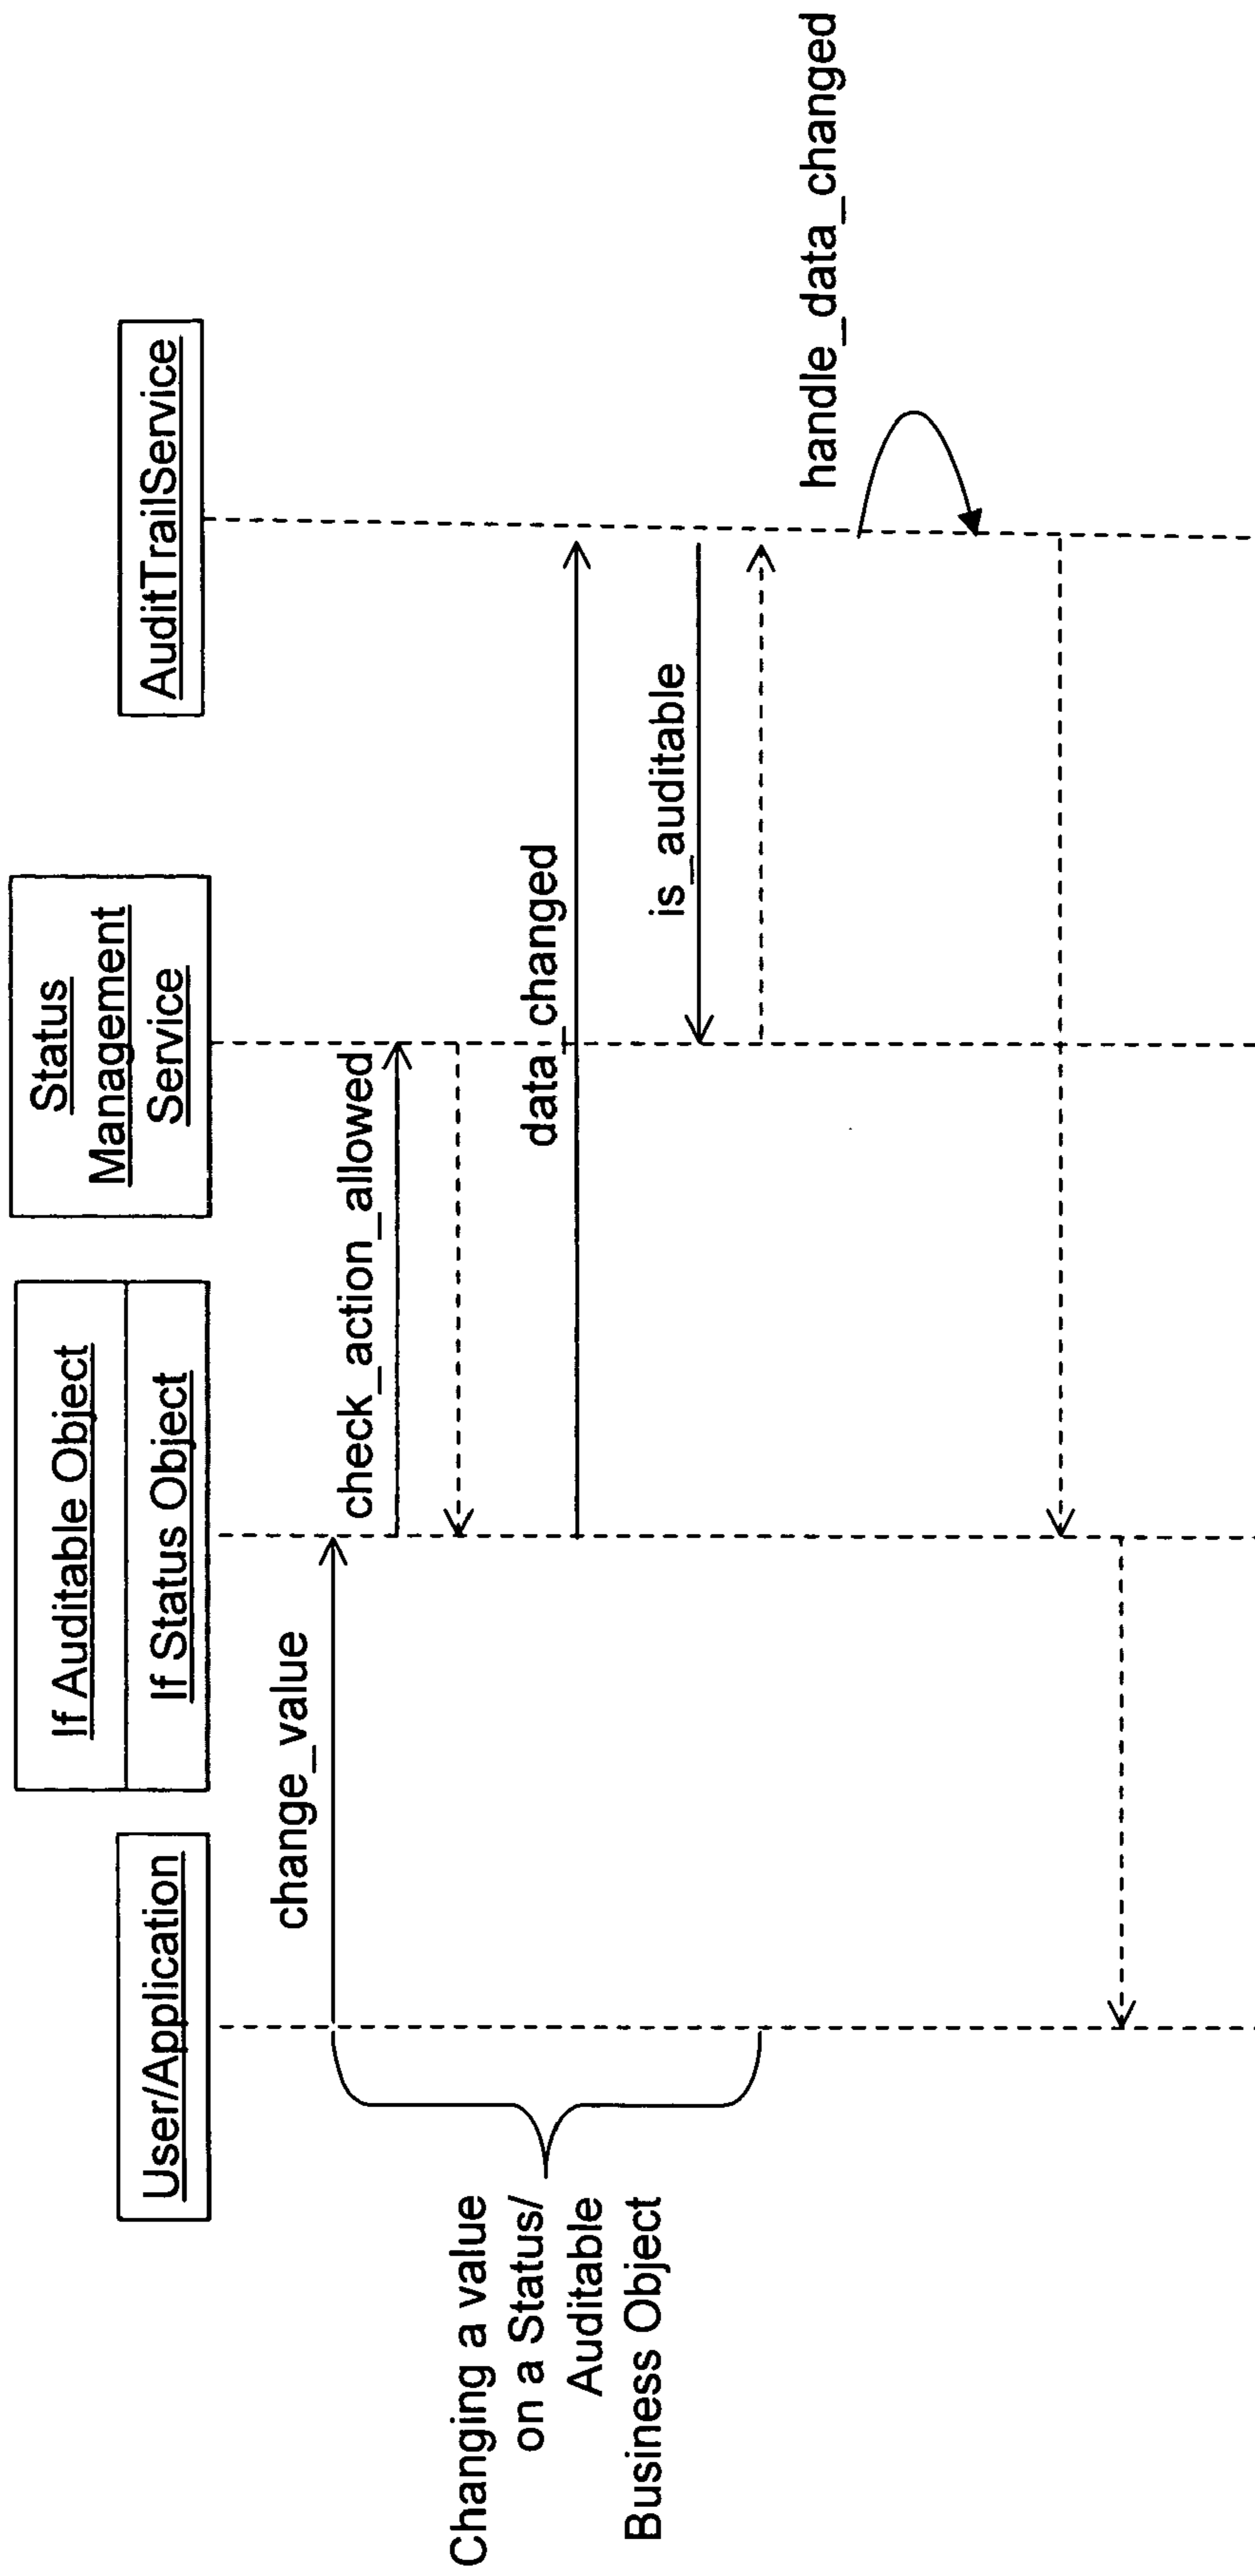 User/Application
If Auditable Object
If Status Object
Status
Management
Service
AuditTrailService
change_value
check_action_allowed
data_changed
is_auditable
handle_data_changed
Changing a value
on a Status/
Auditable
Business Object